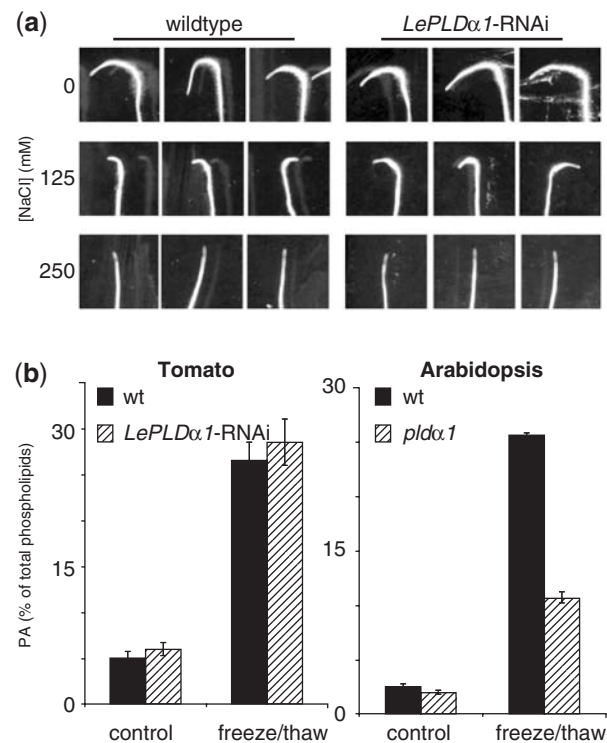 (a)
wildtype
LePLDα1-RNAi
0
125
250
[NaCl] (mM)
(b)
Tomato
wt
LePLDα1-RNAi
PA (% of total phospholipids)
30
15
0
control
freeze/thaw
Arabidopsis
wt
pldα1
30
15
0
control
freeze/thaw